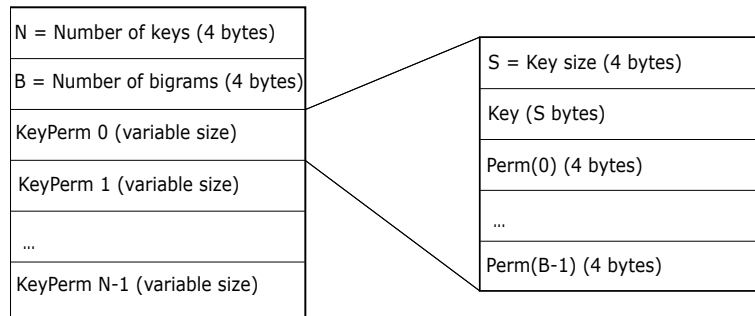 N = Number of keys (4 bytes)
B = Number of bigrams (4 bytes)
KeyPerm 0 (variable size)
KeyPerm 1 (variable size)
...
KeyPerm N-1 (variable size)
S = Key size (4 bytes)
Key (S bytes)
Perm(0) (4 bytes)
...
Perm(B-1) (4 bytes)